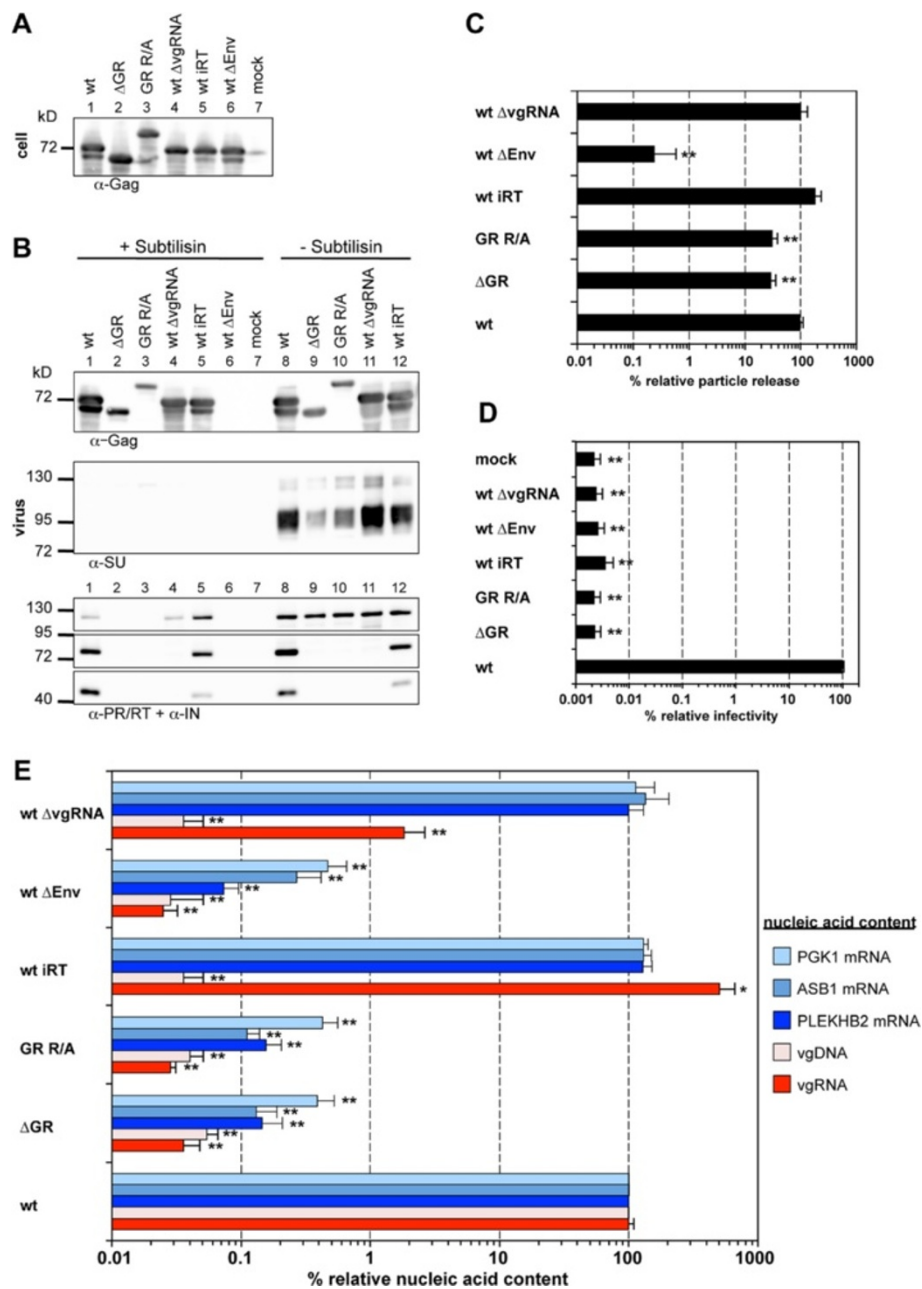 A
wt
ΔGR
GR R/A
wt ΔvgRNA
wt iRT
wt ΔEnv
mock
kD 1 2 3 4 5 6 7
cell
72
α-Gag
B
+ Subtilisin - Subtilisin
wt
ΔGR
GR R/A
wt ΔvgRNA
wt iRT
wt ΔEnv
mock
wt
ΔGR
GR R/A
wt ΔvgRNA
wt iRT
kD 1 2 3 4 5 6 7 8 9 10 11 12
72
α-Gag
virus
130
95
72
α-SU
1 2 3 4 5 6 7 8 9 10 11 12
130
95
72
40
α-PR/RT + α-IN
C
wt ΔvgRNA
wt ΔEnv **
wt iRT
GR R/A **
ΔGR **
wt
0.01 0.1 1 10 100 1000
% relative particle release
D
mock **
wt ΔvgRNA **
wt ΔEnv **
wt iRT **
GR R/A **
ΔGR **
wt
0.001 0.01 0.1 1 10 100
% relative infectivity
E
wt ΔvgRNA
**
**
wt ΔEnv
**
**
**
**
**
wt iRT
**
*
GR R/A
**
**
**
**
**
ΔGR
**
**
**
**
**
wt
0.01 0.1 1 10 100 1000
% relative nucleic acid content
nucleic acid content
PGK1 mRNA
ASB1 mRNA
PLEKHB2 mRNA
vgDNA
vgRNA